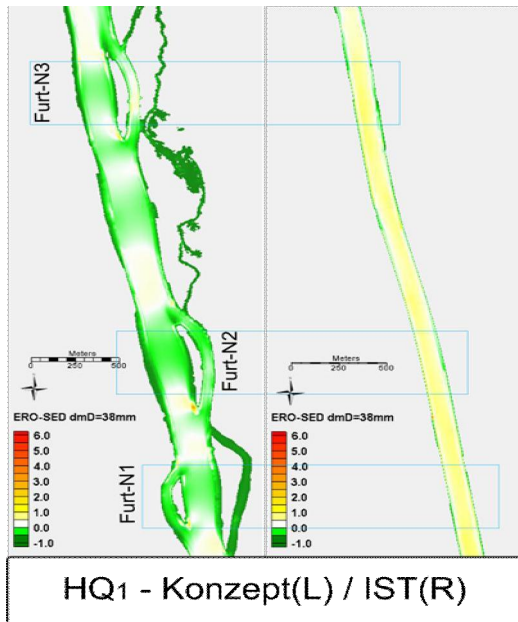 Furt-N3
Furt-N2
Furt-N1
Meters
0 250 500
ERO-SED dmD=38mm
6.0
5.0
4.0
3.0
2.0
1.0
0.0
-1.0
Meters
0 250 500
ERO-SED dmD=38mm
6.0
5.0
4.0
3.0
2.0
1.0
0.0
-1.0
HQ1 - Konzept(L) / IST(R)